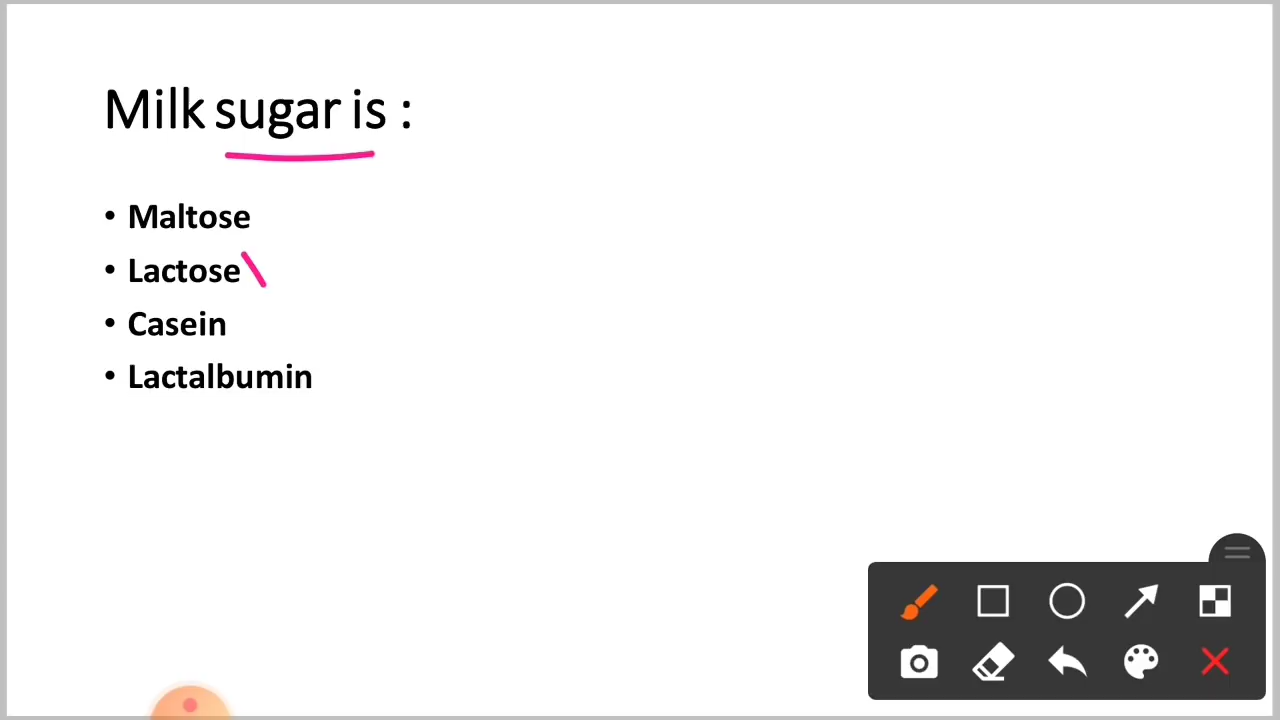 Milk sugar is :
• Maltose
• Lactose
• Casein
• Lactalbumin